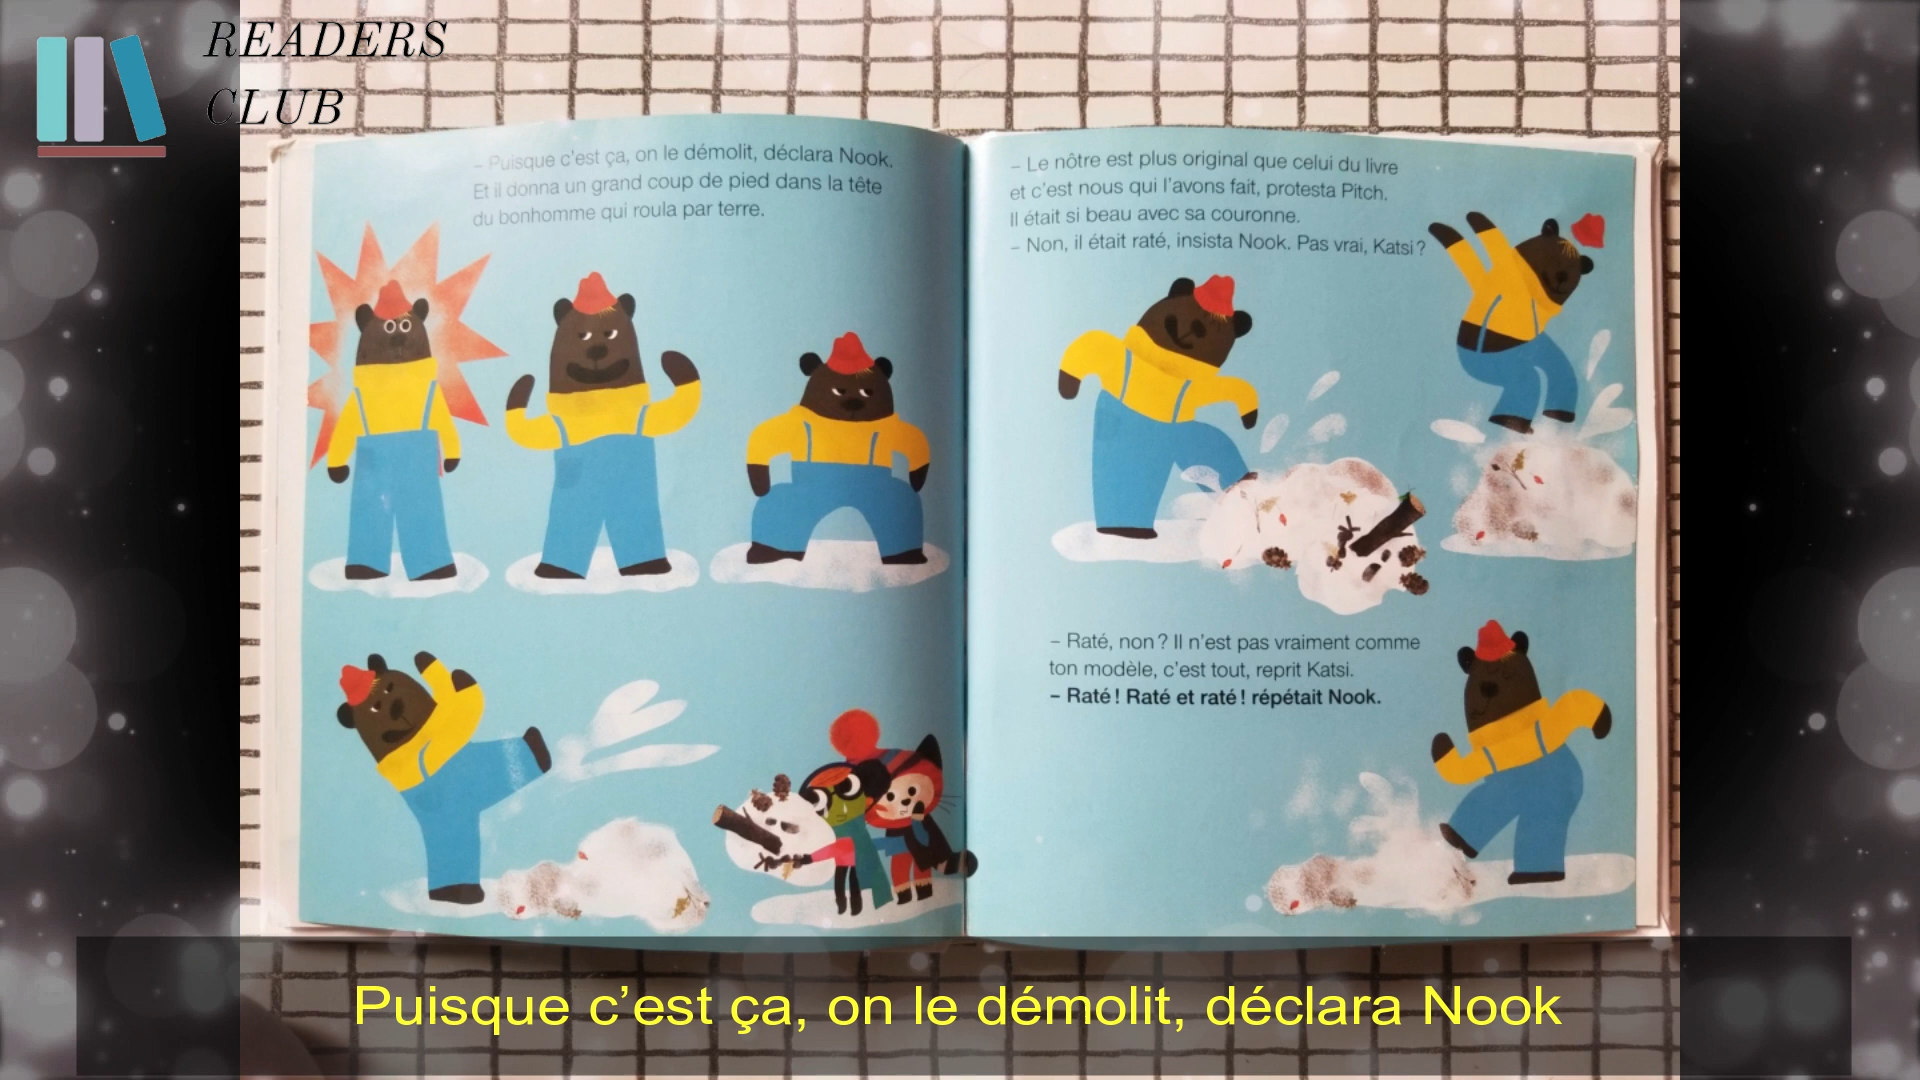 READERS
CLUB
– Puisque c'est ça, on le démolit, déclara Nook.
Et il donna un grand coup de pied dans la tête
du bonhomme qui roula par terre.
– Le nôtre est plus original que celui du livre
et c'est nous qui l'avons fait, protesta Pitch.
Il était si beau avec sa couronne.
– Non, il était raté, insista Nook. Pas vrai, Katsi ?
– Raté, non ? Il n'est pas vraiment comme
ton modèle, c'est tout, reprit Katsi.
– Raté ! Raté et raté ! répétait Nook.
Puisque c’est ça, on le démolit, déclara Nook